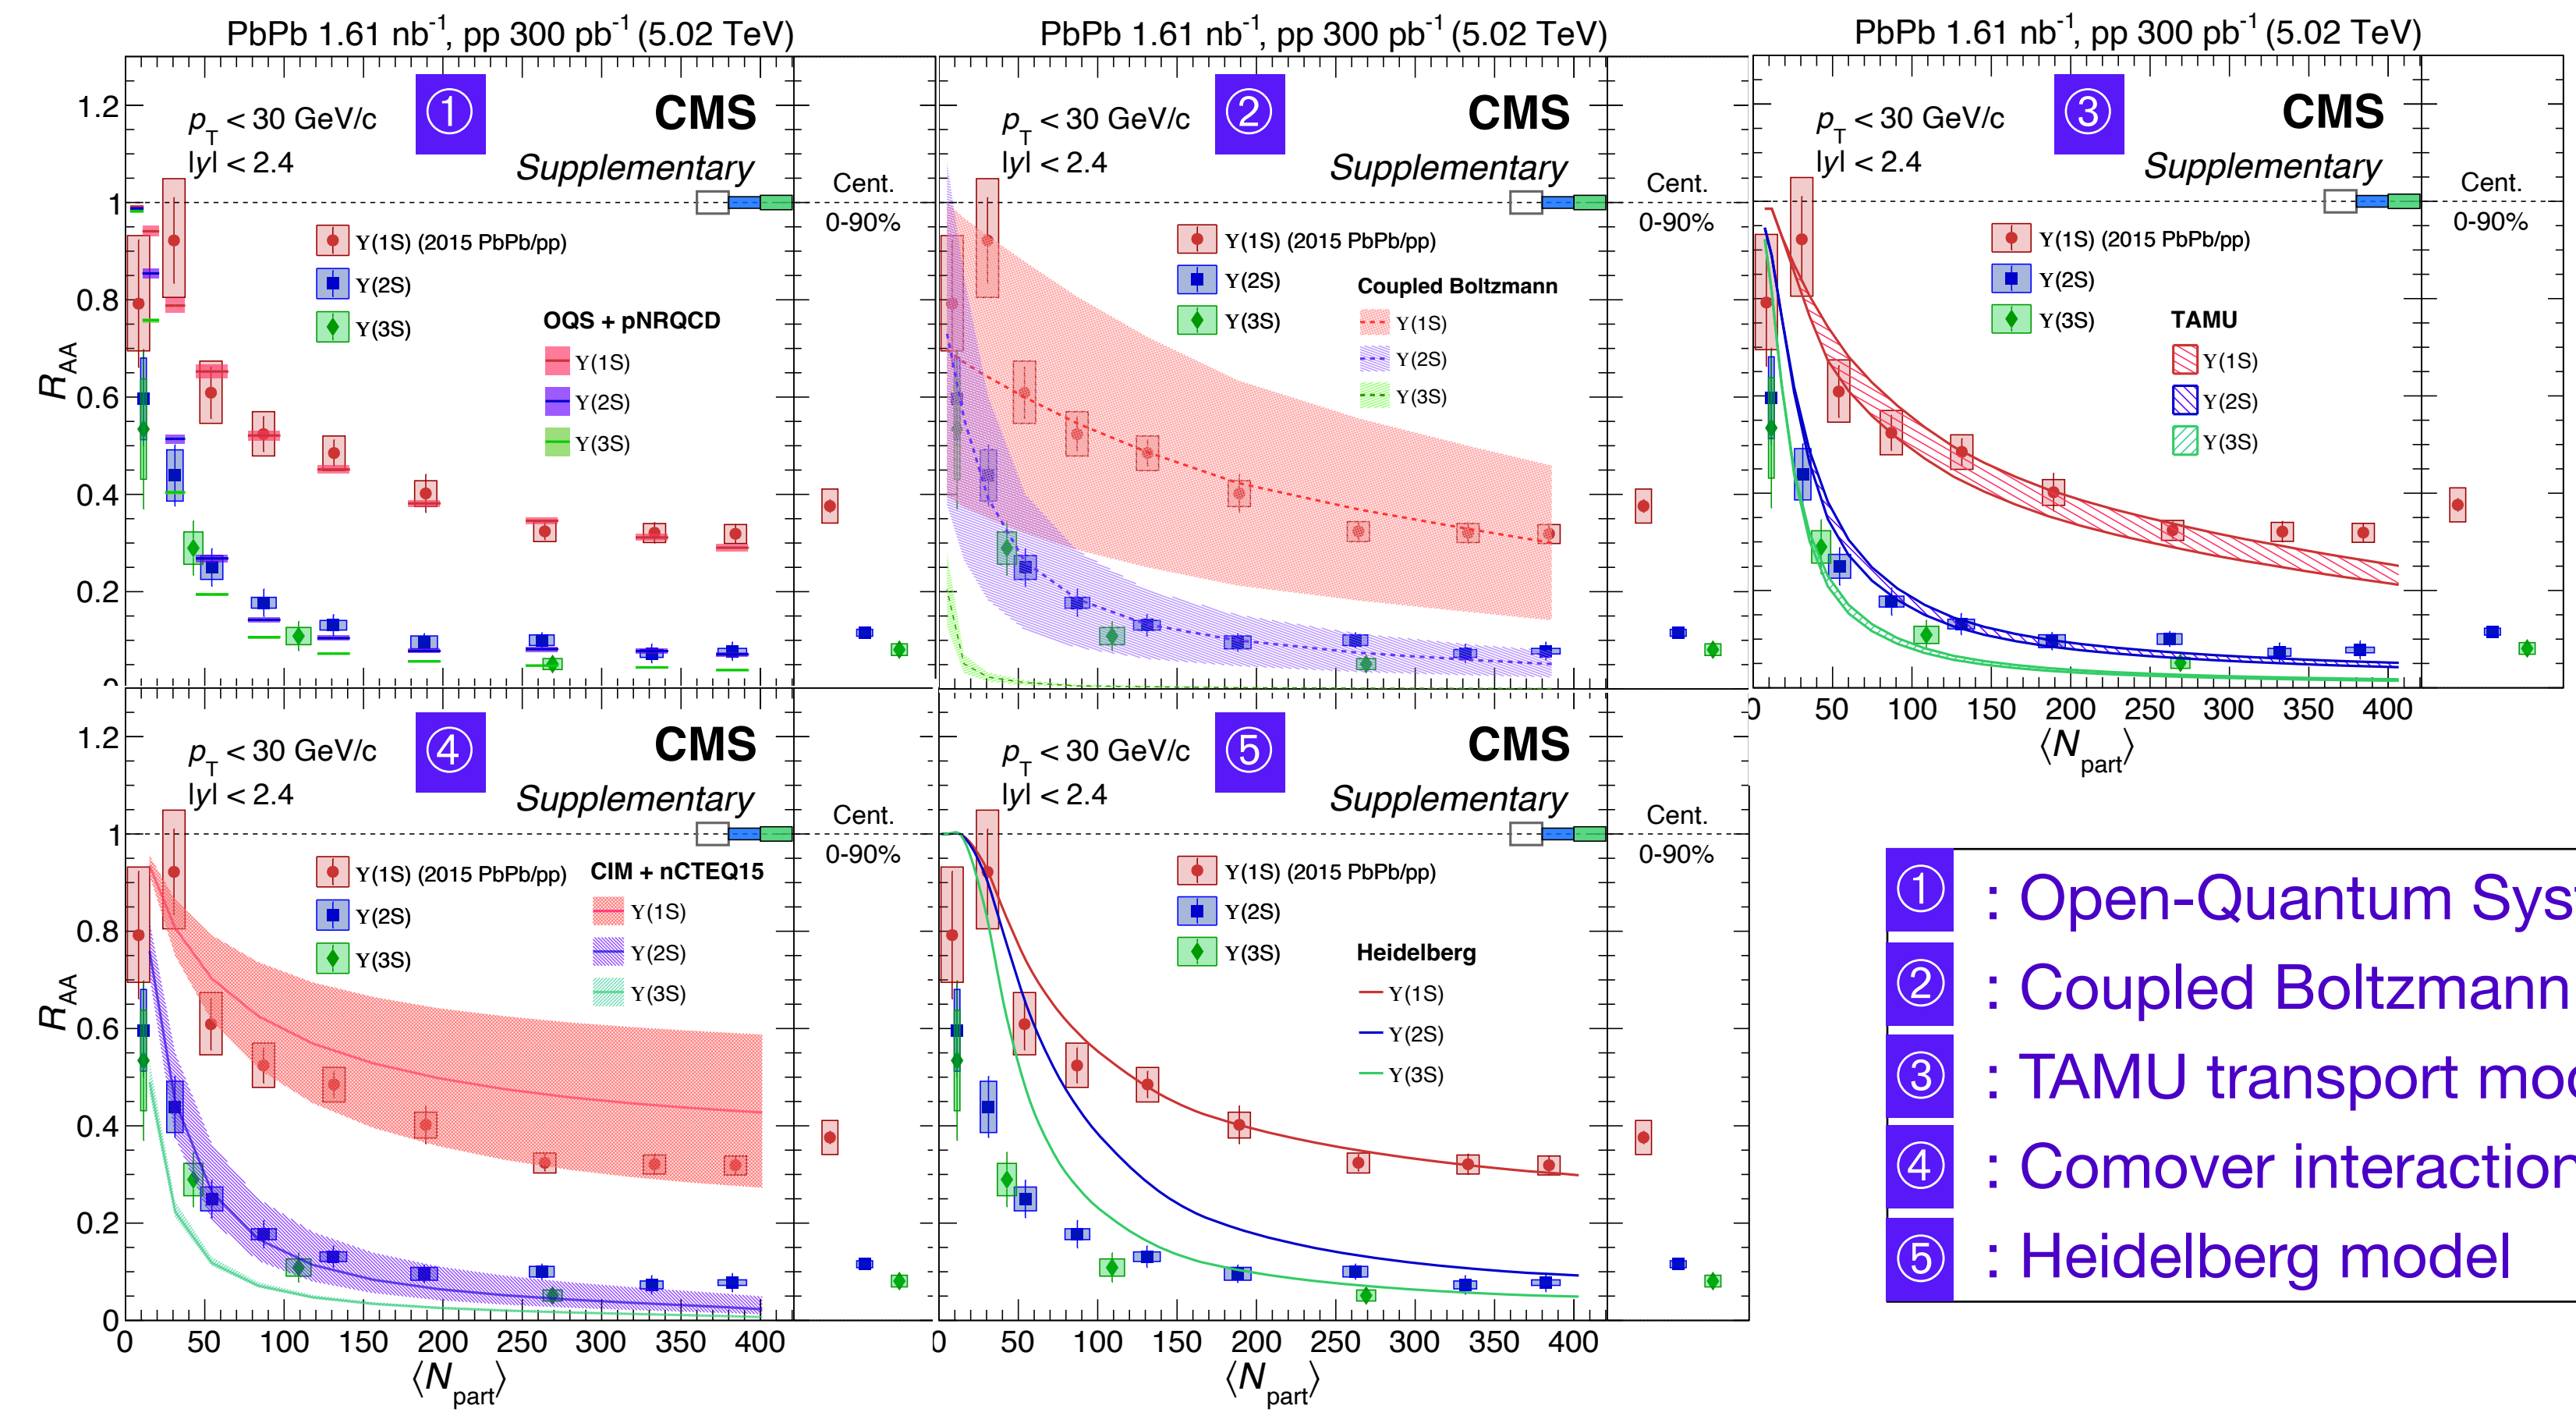 PbPb 1.61 nb-1, pp 300 pb-1 (5.02 TeV)
1.2
pT < 30 GeV/c
①
CMS
|y| < 2.4
Supplementary
Cent.
0-90%
1
ϒ(1S) (2015 PbPb/pp)
ϒ(2S)
ϒ(3S)
OQS + pNRQCD
ϒ(1S)
ϒ(2S)
ϒ(3S)
0.8
0.6
0.4
0.2
RAA
PbPb 1.61 nb-1, pp 300 pb-1 (5.02 TeV)
pT < 30 GeV/c
②
CMS
|y| < 2.4
Supplementary
Cent.
0-90%
ϒ(1S) (2015 PbPb/pp)
ϒ(2S)
ϒ(3S)
Coupled Boltzmann
ϒ(1S)
ϒ(2S)
ϒ(3S)
PbPb 1.61 nb-1, pp 300 pb-1 (5.02 TeV)
pT < 30 GeV/c
③
CMS
|y| < 2.4
Supplementary
Cent.
0-90%
ϒ(1S) (2015 PbPb/pp)
ϒ(2S)
ϒ(3S)
TAMU
ϒ(1S)
ϒ(2S)
ϒ(3S)
0 50 100 150 200 250 300 350 400
⟨Npart⟩
1.2
pT < 30 GeV/c
④
CMS
|y| < 2.4
Supplementary
Cent.
0-90%
1
ϒ(1S) (2015 PbPb/pp)
ϒ(2S)
ϒ(3S)
CIM + nCTEQ15
ϒ(1S)
ϒ(2S)
ϒ(3S)
0.8
0.6
0.4
0.2
0
RAA
0 50 100 150 200 250 300 350 400
⟨Npart⟩
pT < 30 GeV/c
⑤
CMS
|y| < 2.4
Supplementary
Cent.
0-90%
ϒ(1S) (2015 PbPb/pp)
ϒ(2S)
ϒ(3S)
Heidelberg
ϒ(1S)
ϒ(2S)
ϒ(3S)
0 50 100 150 200 250 300 350 400
⟨Npart⟩
① : Open-Quantum Sys
② : Coupled Boltzmann
③ : TAMU transport mo
④ : Comover interaction
⑤ : Heidelberg model